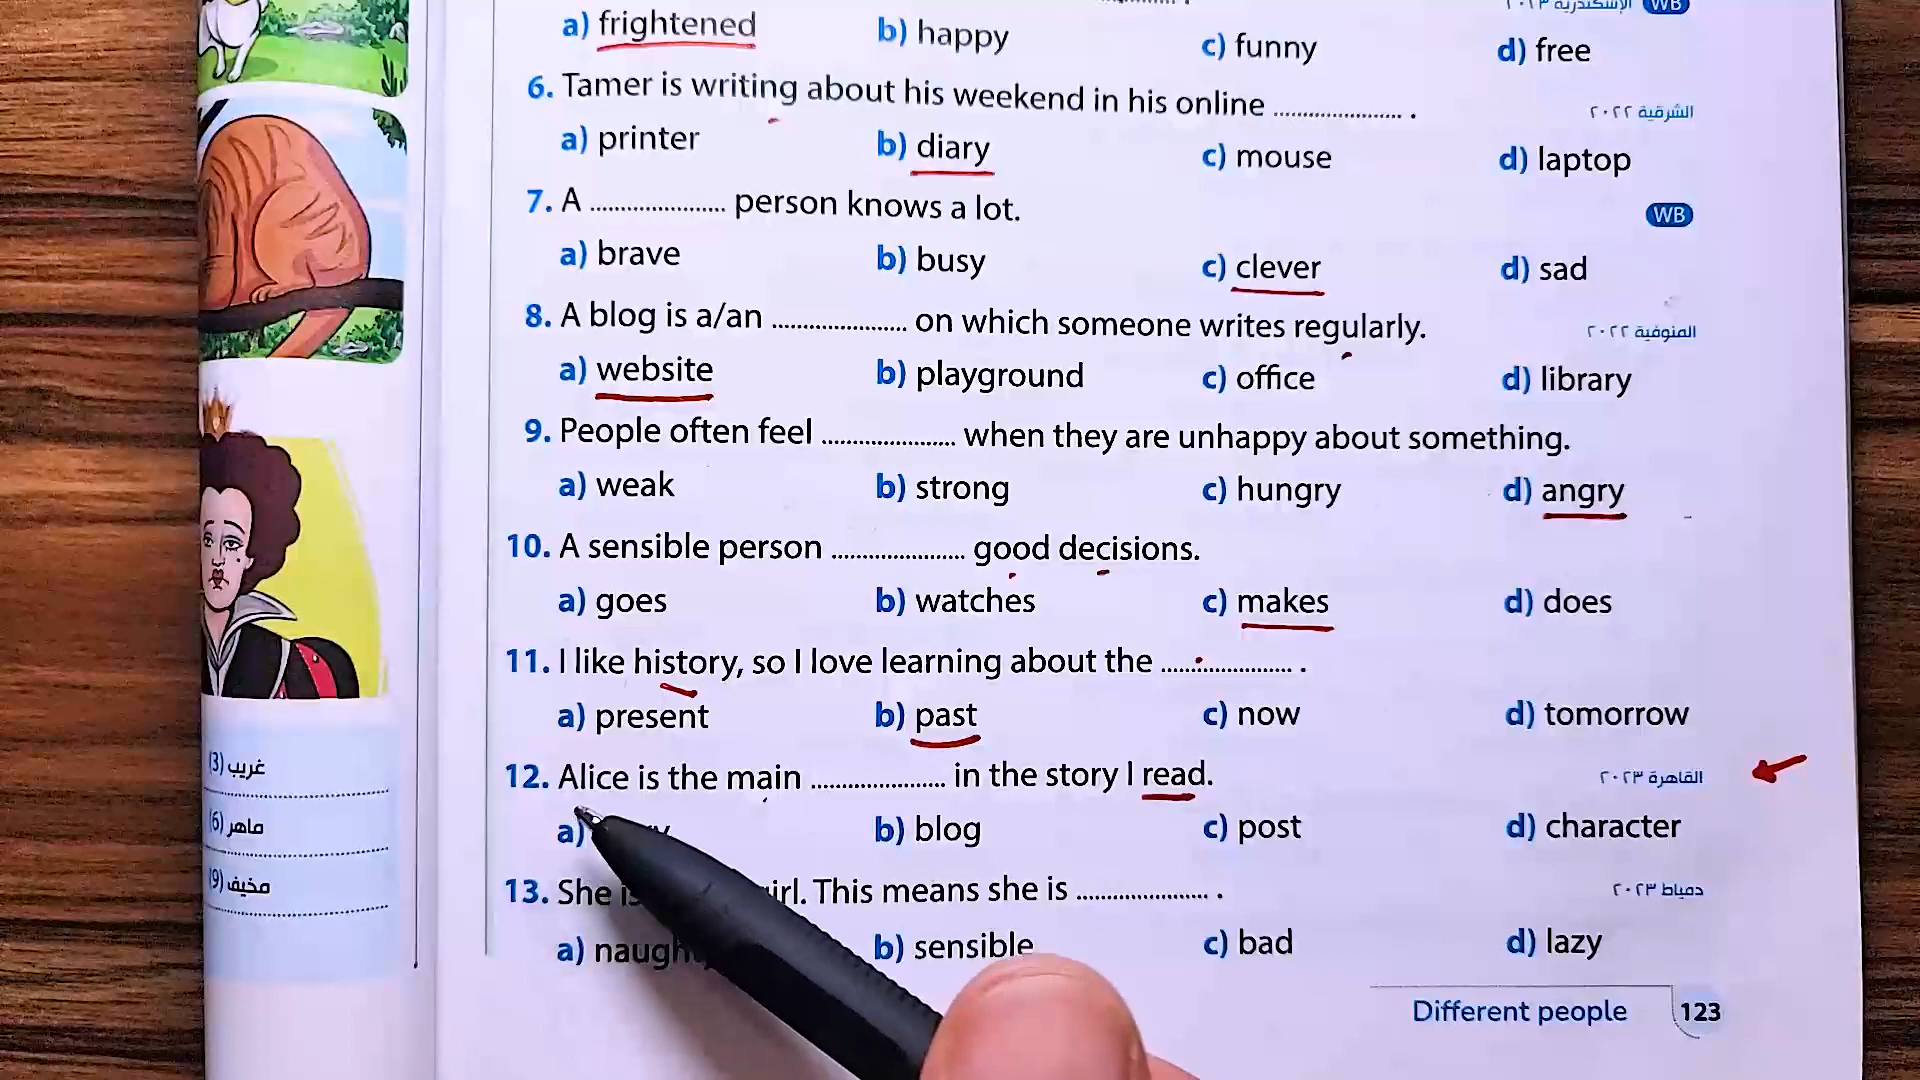 الإسكندرية ٢٠٢٣ WB
a) frightened b) happy c) funny d) free
6. Tamer is writing about his weekend in his online ..................... . الشرقية ٢٠٢٢
a) printer b) diary c) mouse d) laptop
7. A ..................... person knows a lot. WB
a) brave b) busy c) clever d) sad
8. A blog is a/an ..................... on which someone writes regularly. المنوفية ٢٠٢٢
a) website b) playground c) office d) library
9. People often feel ..................... when they are unhappy about something.
a) weak b) strong c) hungry d) angry
10. A sensible person ..................... good decisions.
a) goes b) watches c) makes d) does
11. I like history, so I love learning about the ..................... .
a) present b) past c) now d) tomorrow
12. Alice is the main ..................... in the story I read. القاهرة ٢٠٢٣
a) b) blog c) post d) character
13. She girl. This means she is ..................... . دمياط ٢٠٢٣
a) b) sensible c) bad d) lazy
(3) غريب
(6) ماهر
(9) مخيف
Different people 123